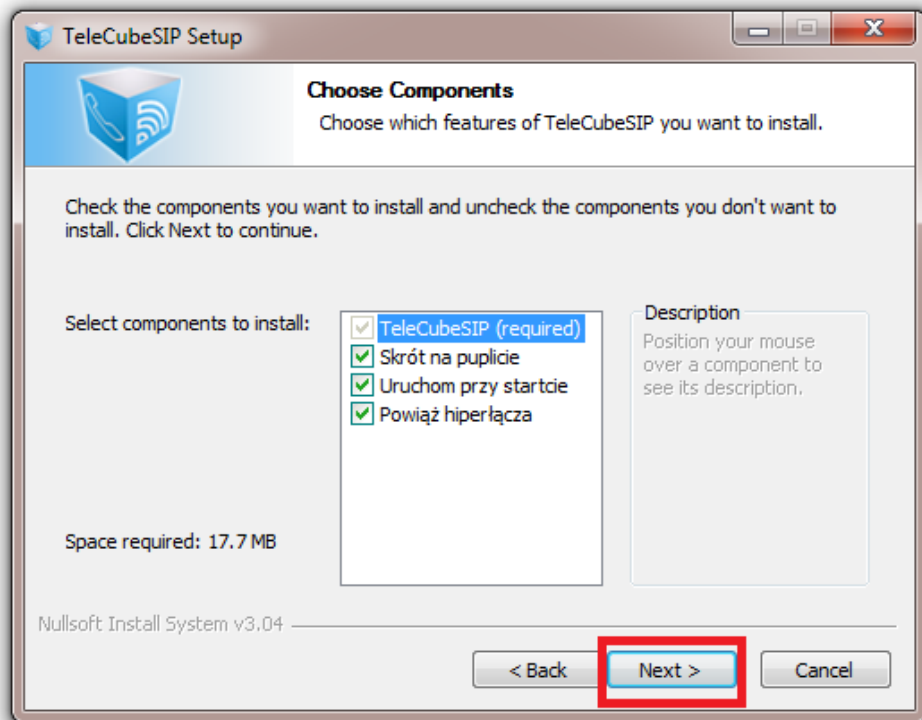 TeleCubeSIP Setup
Choose Components
Choose which features of TeleCubeSIP you want to install.
Check the components you want to install and uncheck the components you don't want to
install. Click Next to continue.
Select components to install:
TeleCubeSIP (required)
Skrót na puplicie
Uruchom przy startcie
Powiąż hiperłącza
Description
Position your mouse
over a component to
see its description.
Space required: 17.7 MB
Nullsoft Install System v3.04
< Back
Next >
Cancel